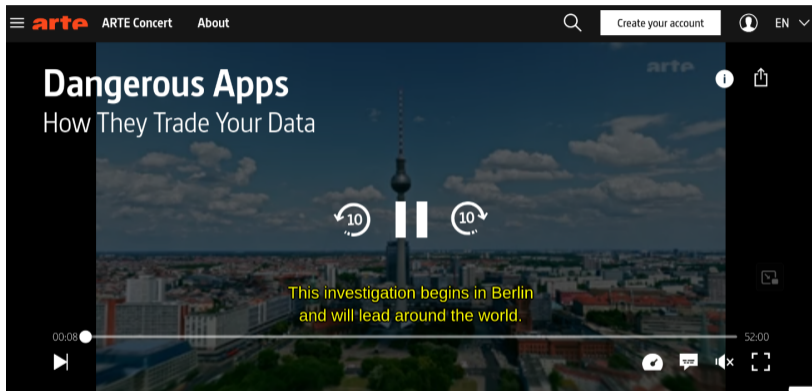 arte ARTE Concert About Create your account EN
arte
Dangerous Apps
How They Trade Your Data
10 10
This investigation begins in Berlin
and will lead around the world.
00:08 52:00